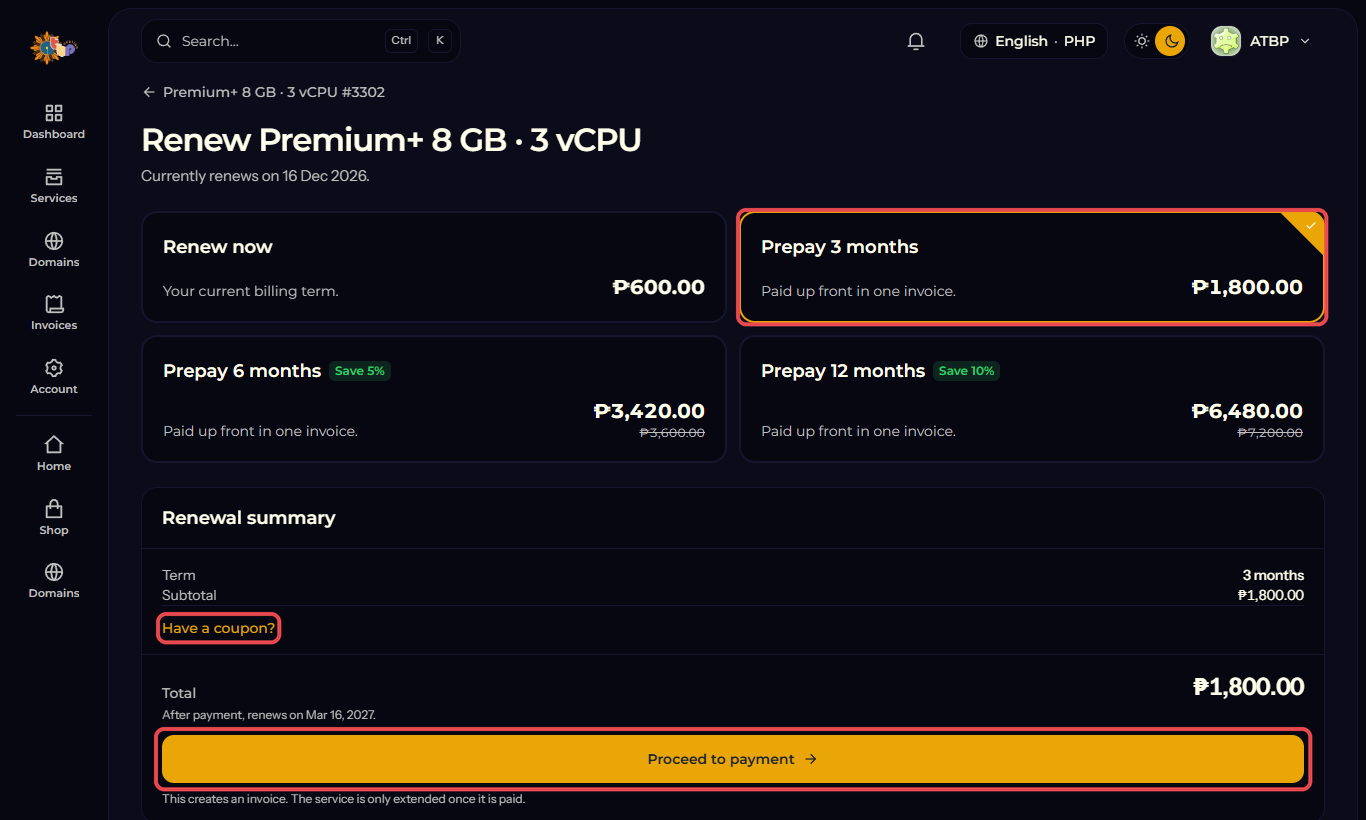 Search...
Ctrl
K
English · PHP
ATBP
Dashboard
Services
Domains
Invoices
Account
Home
Shop
Domains
← Premium+ 8 GB · 3 vCPU #3302
Renew Premium+ 8 GB · 3 vCPU
Currently renews on 16 Dec 2026.
Renew now
Your current billing term.
₱600.00
Prepay 3 months
Paid up front in one invoice.
₱1,800.00
Prepay 6 months Save 5%
₱3,420.00
Paid up front in one invoice.
₱3,600.00
Prepay 12 months Save 10%
₱6,480.00
Paid up front in one invoice.
₱7,200.00
Renewal summary
Term 3 months
Subtotal ₱1,800.00
Have a coupon?
Total ₱1,800.00
After payment, renews on Mar 16, 2027.
Proceed to payment →
This creates an invoice. The service is only extended once it is paid.